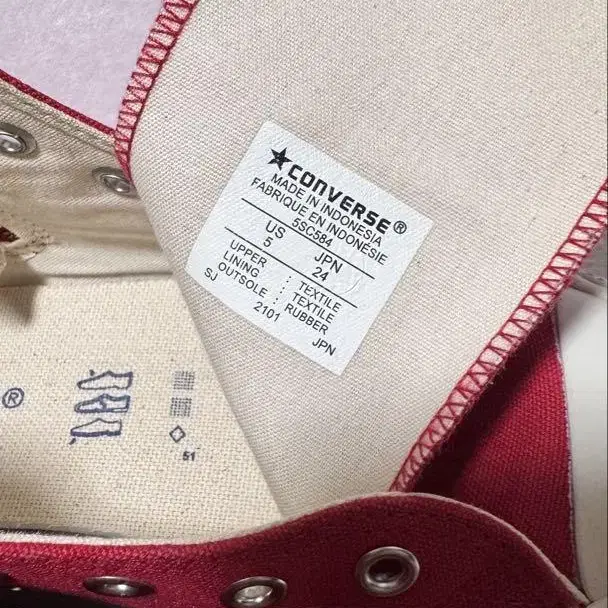 ★CONVERSE®
MADE IN INDONESIA
FABRIQUE EN INDONÉSIE
5SC584
US JPN
5 24
UPPER : TEXTILE
LINING : TEXTILE
OUTSOLE : RUBBER
SJ 2101 JPN
®
51